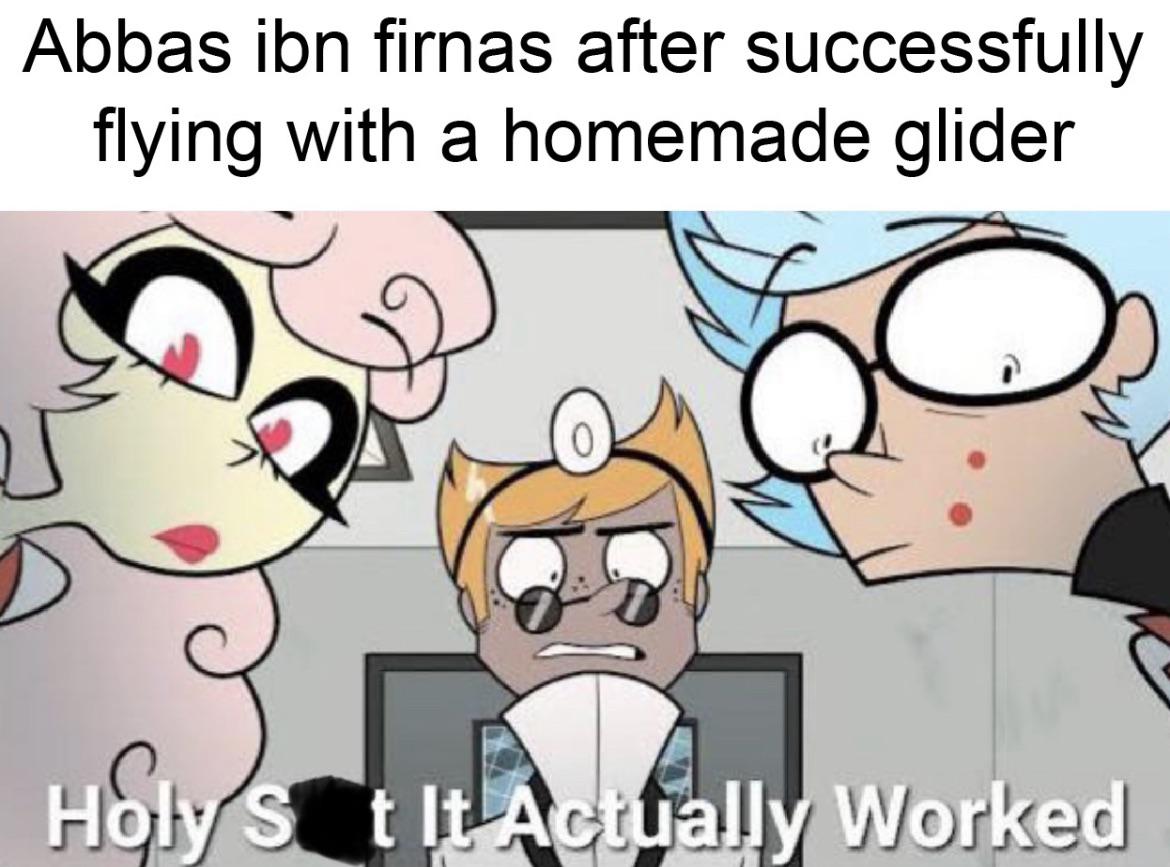 Abbas ibn firnas after successfully
flying with a homemade glider
Holy S t It Actually Worked